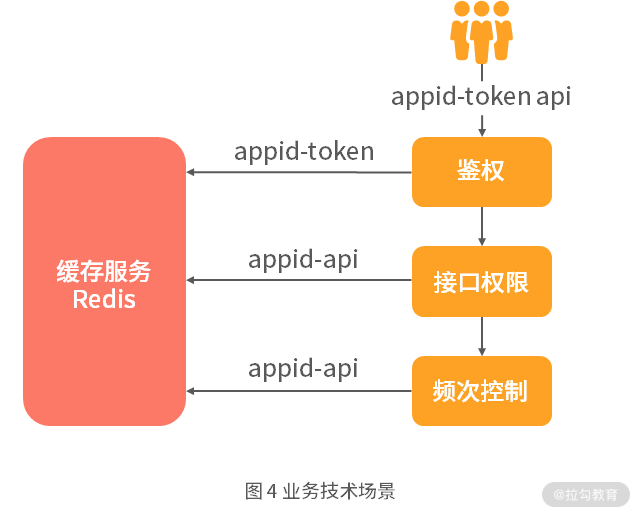 appid-token api
appid-token
鉴权
appid-api
接口权限
缓存服务
Redis
appid-api
频次控制
图 4 业务技术场景
@拉勾教育